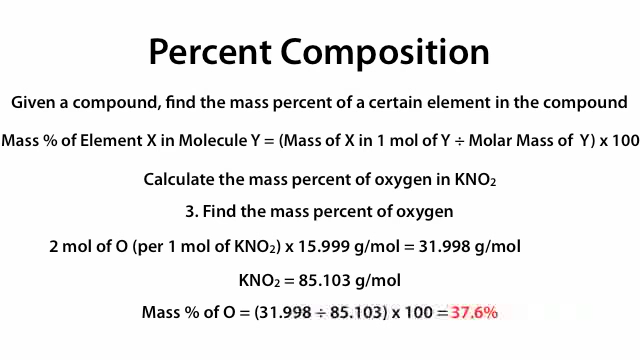 Percent Composition
Given a compound, find the mass percent of a certain element in the compound
Mass % of Element X in Molecule Y = (Mass of X in 1 mol of Y ÷ Molar Mass of Y) x 100
Calculate the mass percent of oxygen in KNO₂
3. Find the mass percent of oxygen
2 mol of O (per 1 mol of KNO₂) x 15.999 g/mol = 31.998 g/mol
KNO₂ = 85.103 g/mol
Mass % of O = (31.998 ÷ 85.103) x 100 = 37.6%